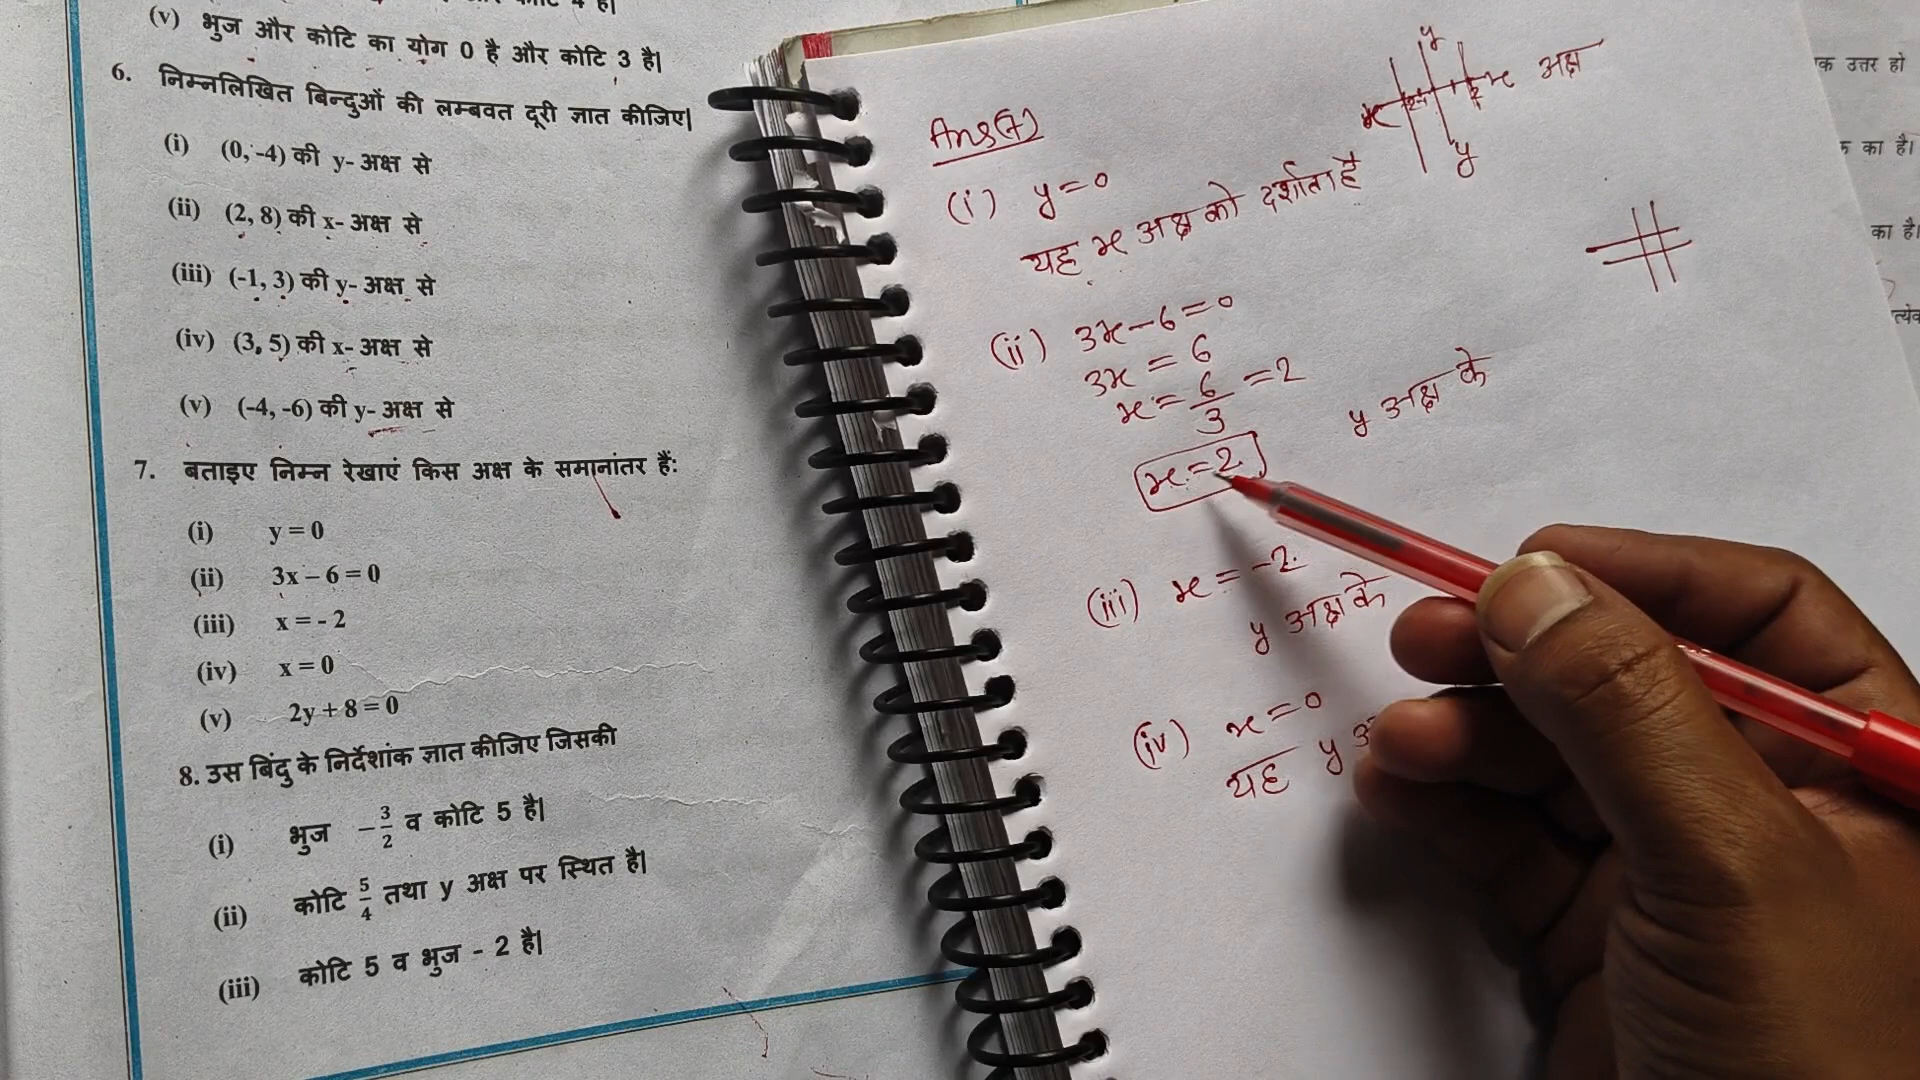 (v) भुज और कोटि का योग 0 है और कोटि 3 है|
6. निम्नलिखित बिन्दुओं की लम्बवत दूरी ज्ञात कीजिए|
(i) (0, -4) की y- अक्ष से
(ii) (2, 8) की x- अक्ष से
(iii) (-1, 3) की y- अक्ष से
(iv) (3, 5) की x- अक्ष से
(v) (-4, -6) की y- अक्ष से
7. बताइए निम्न रेखाएं किस अक्ष के समानांतर हैं:
(i) y = 0
(ii) 3x – 6 = 0
(iii) x = - 2
(iv) x = 0
(v) 2y + 8 = 0
8. उस बिंदु के निर्देशांक ज्ञात कीजिए जिसकी
(i) भुज -3/2 व कोटि 5 है|
(ii) कोटि 5/4 तथा y अक्ष पर स्थित है|
(iii) कोटि 5 व भुज - 2 है|
Ans(7)
(i) y = 0
यह x अक्ष को दर्शाता है
(ii) 3x - 6 = 0
3x = 6
x = 6/3 = 2
x = 2
y अक्ष के
(iii) x = -2
y अक्ष के
(iv) x = 0
यह y
y
x अक्ष
x
y
क उत्तर हो
का है|
का है|